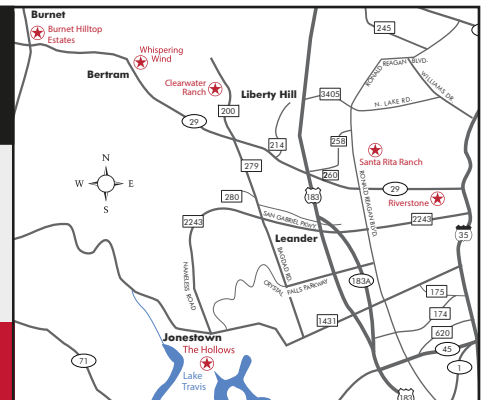 Burnet
Burnet Hilltop
Estates
245
Whispering
Wind
Bertram
RONALD REAGAN BLVD.
WILLIAMS DR.
Clearwater
Ranch
Liberty Hill
3405
N. LAKE RD.
200
29
214
258
Santa Rita Ranch
N
W
E
S
279
260
RONALD REAGAN BLVD.
29
280
183
Riverstone
2243
SAN GABRIEL PKWY.
2243
35
Leander
NAMELESS ROAD
BAGDAD RD.
CRYSTAL FALLS PARKWAY
183A
175
1431
174
620
Jonestown
The Hollows
45
71
Lake
Travis
1
183